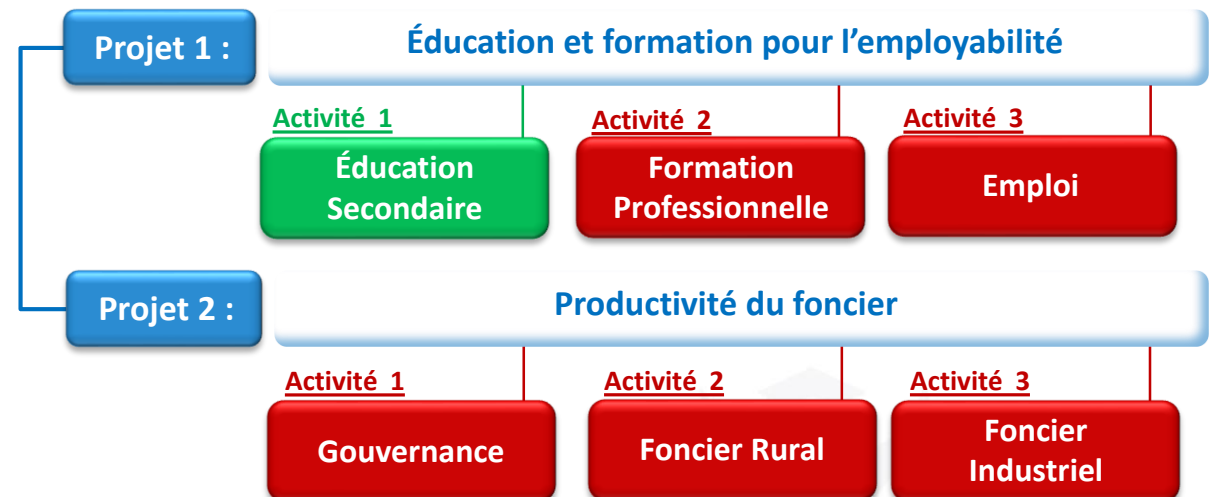 Projet 1 :
Éducation et formation pour l'employabilité
Activité 1
Activité 2
Activité 3
Éducation
Secondaire
Formation
Professionnelle
Emploi
Projet 2 :
Productivité du foncier
Activité 1
Activité 2
Activité 3
Gouvernance
Foncier Rural
Foncier
Industriel